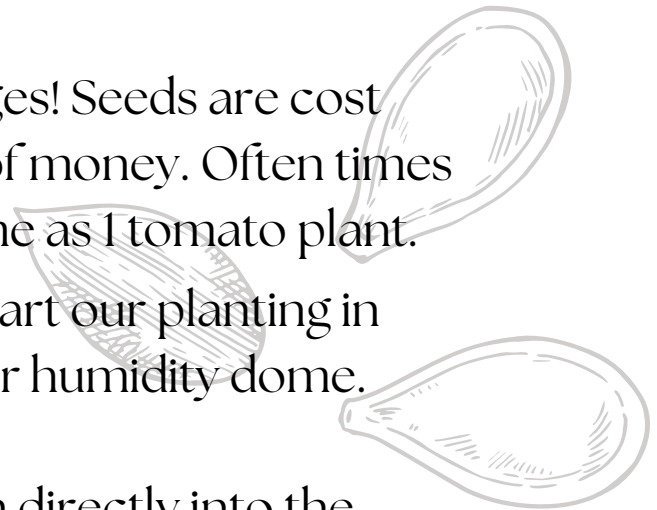 ges! Seeds are cost
of money. Often times
ne as 1 tomato plant.
art our planting in
r humidity dome.
n directly into the